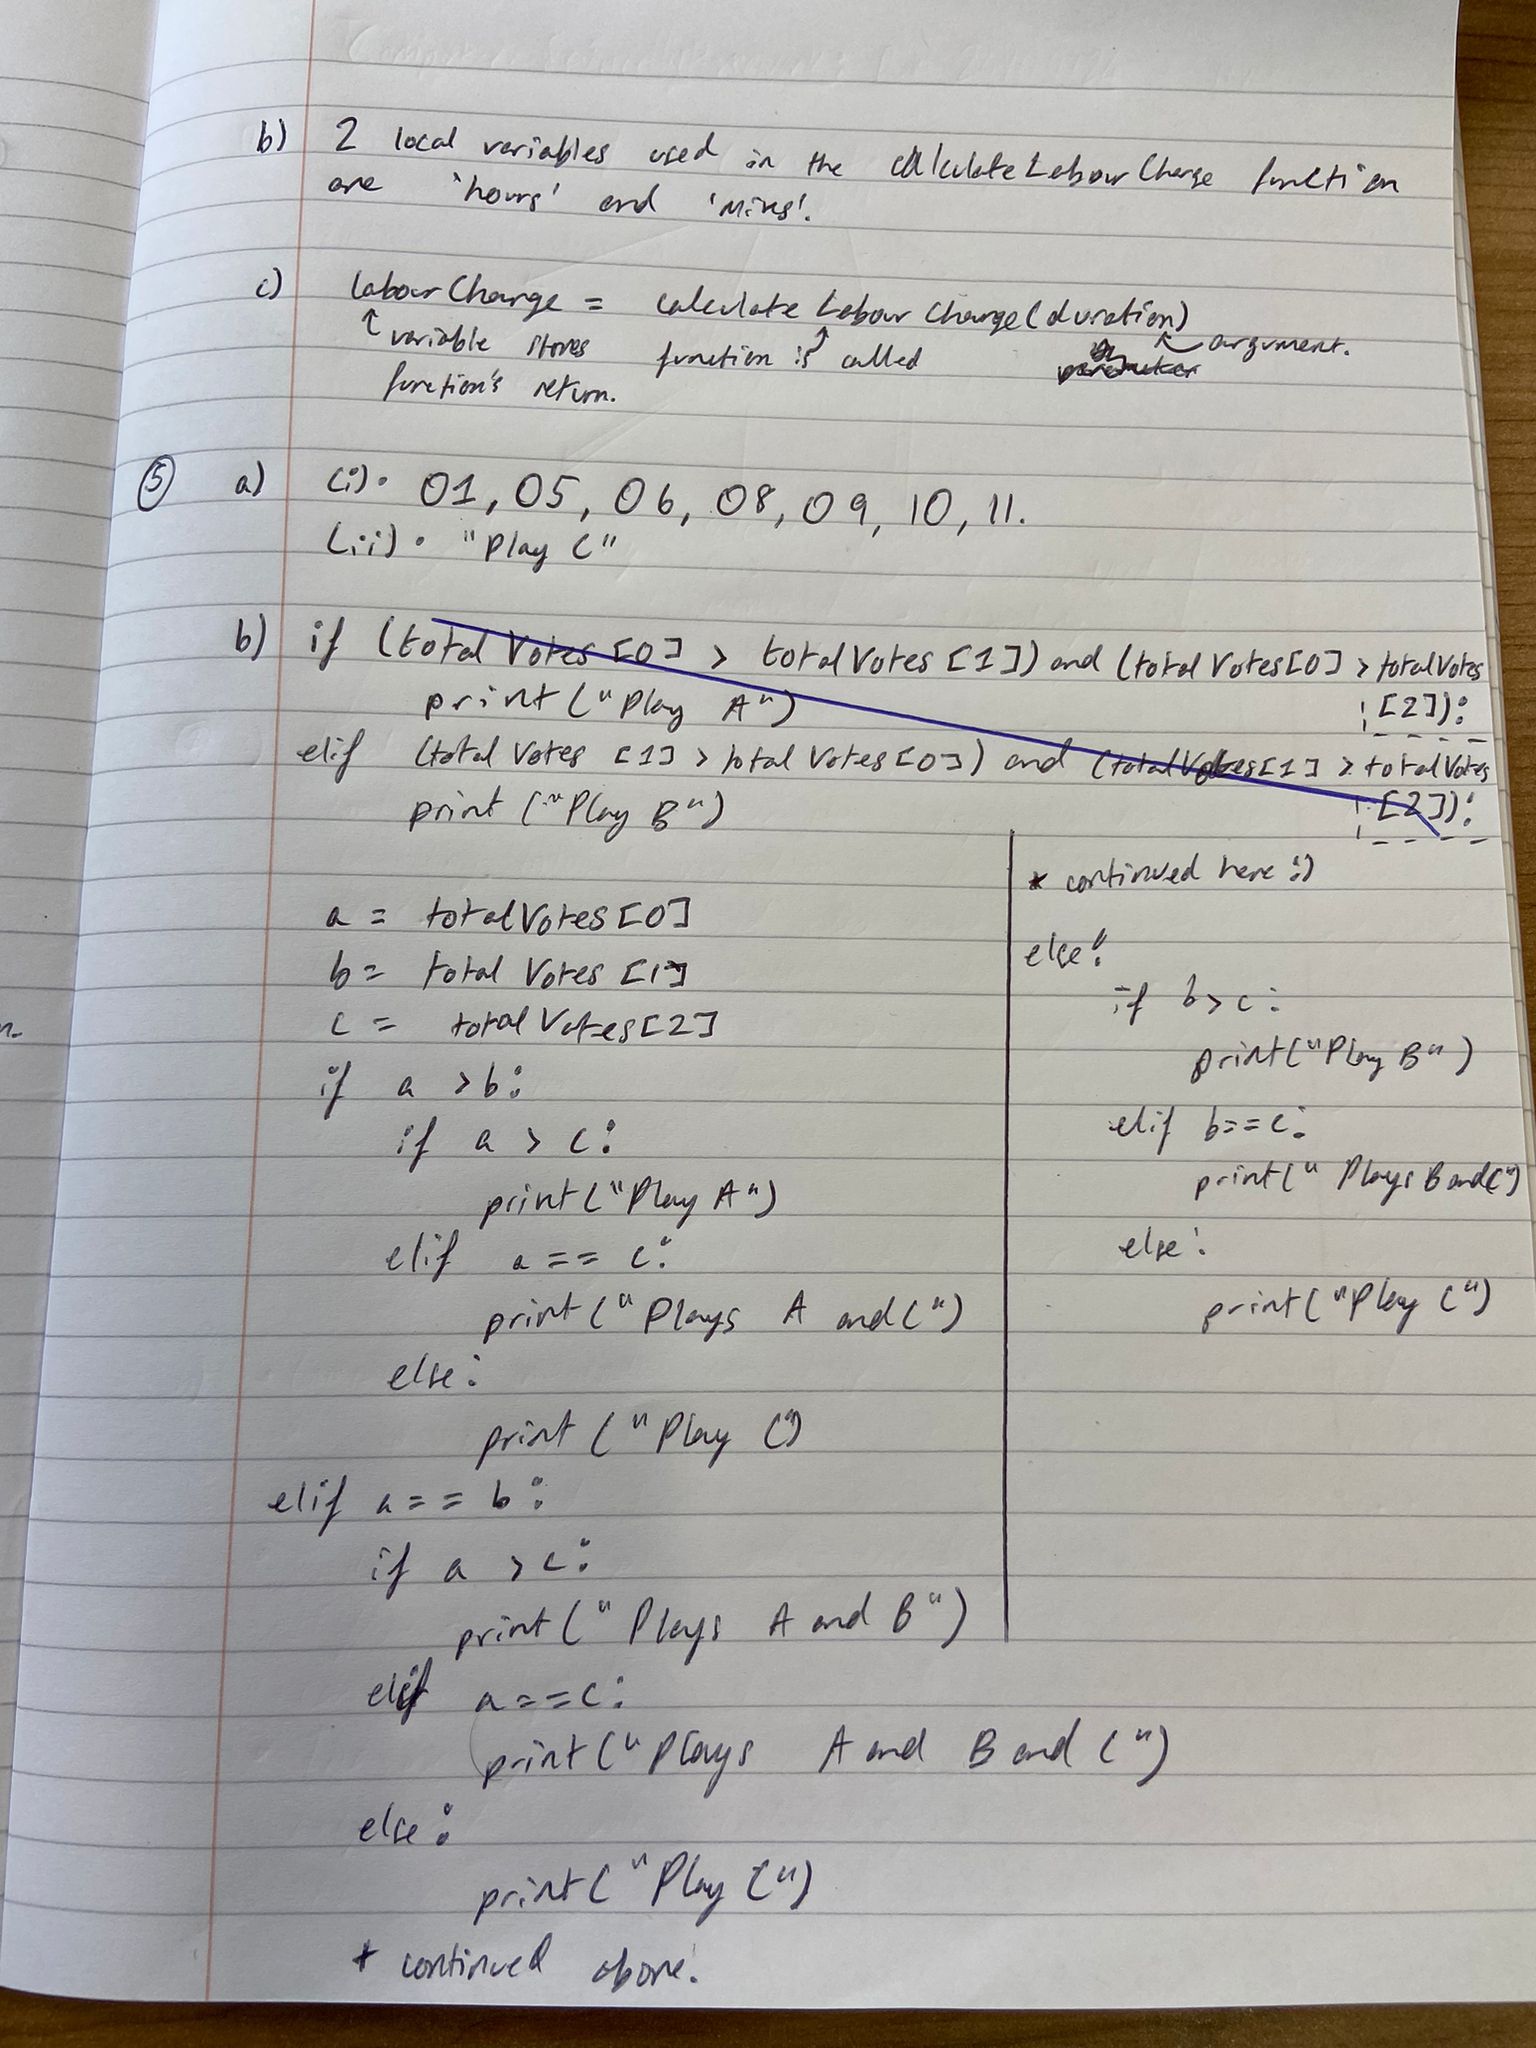 b) 2 local variables used in the calculateLabourCharge function
are 'hours' and 'mins'.
c) labourCharge = calculateLabourCharge(duration)
↑ variable stores function is ↑ called ↖ argument.
function's return.
⑤ a) (i). 01, 05, 06, 08, 09, 10, 11.
(ii). "Play C"
b) if (totalVotes[0] > totalVotes[1]) and (totalVotes[0] > totalVotes
[2]):
print("Play A")
elif (totalVotes[1] > totalVotes[0]) and (totalVotes[1] > totalVotes
[2]):
print("Play B")
a = totalVotes[0]
b = totalVotes[1]
c = totalVotes[2]
if a > b:
if a > c:
print("Play A")
elif a == c:
print("Plays A and C")
else:
print("Play C")
elif a == b:
if a > c:
print("Plays A and B")
elif a == c:
print("Plays A and B and C")
else:
print("Play C")
* continued above.
* continued here :)
else:
if b > c:
print("Play B")
elif b == c:
print("Plays B and C")
else:
print("Play C")